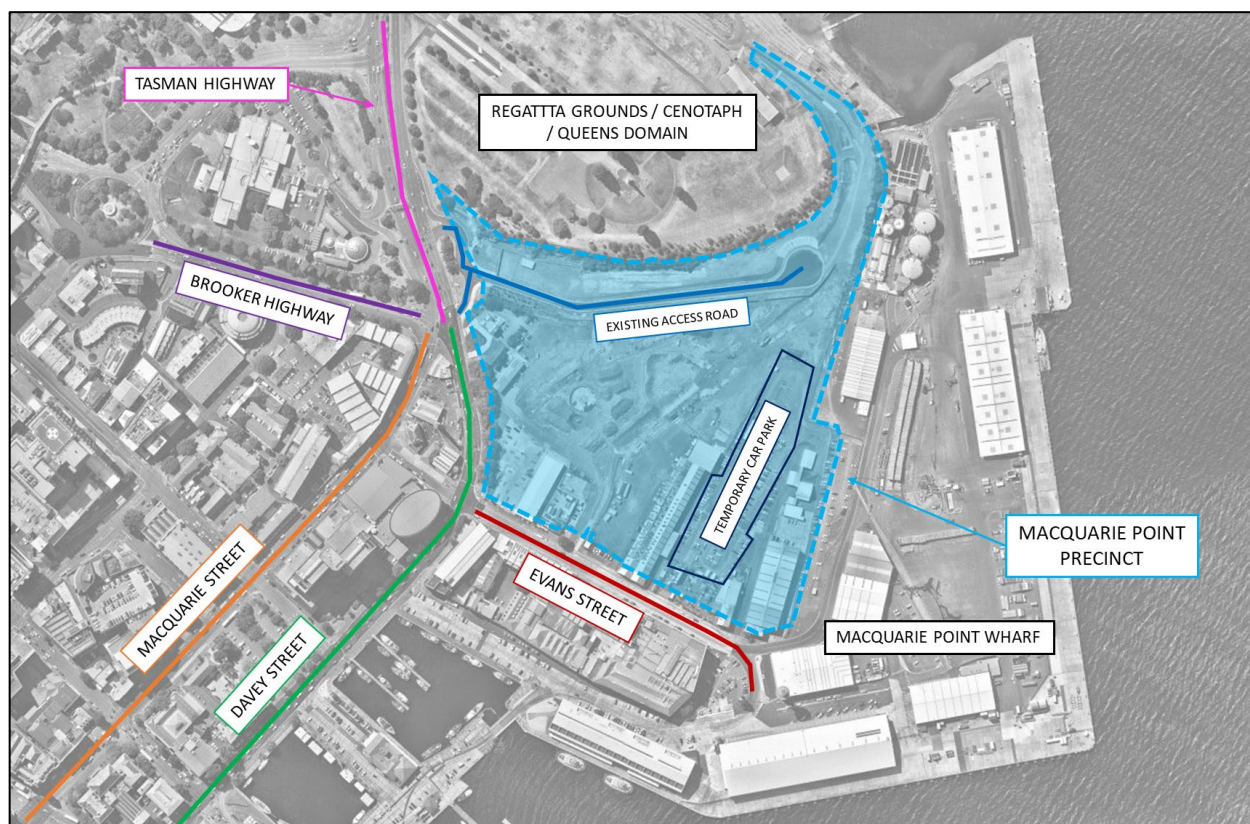 TASMAN HIGHWAY
REGATTTA GROUNDS / CENOTAPH
/ QUEENS DOMAIN
BROOKER HIGHWAY
EXISTING ACCESS ROAD
TEMPORARY CAR PARK
MACQUARIE POINT
PRECINCT
EVANS STREET
MACQUARIE STREET
MACQUARIE POINT WHARF
DAVEY STREET